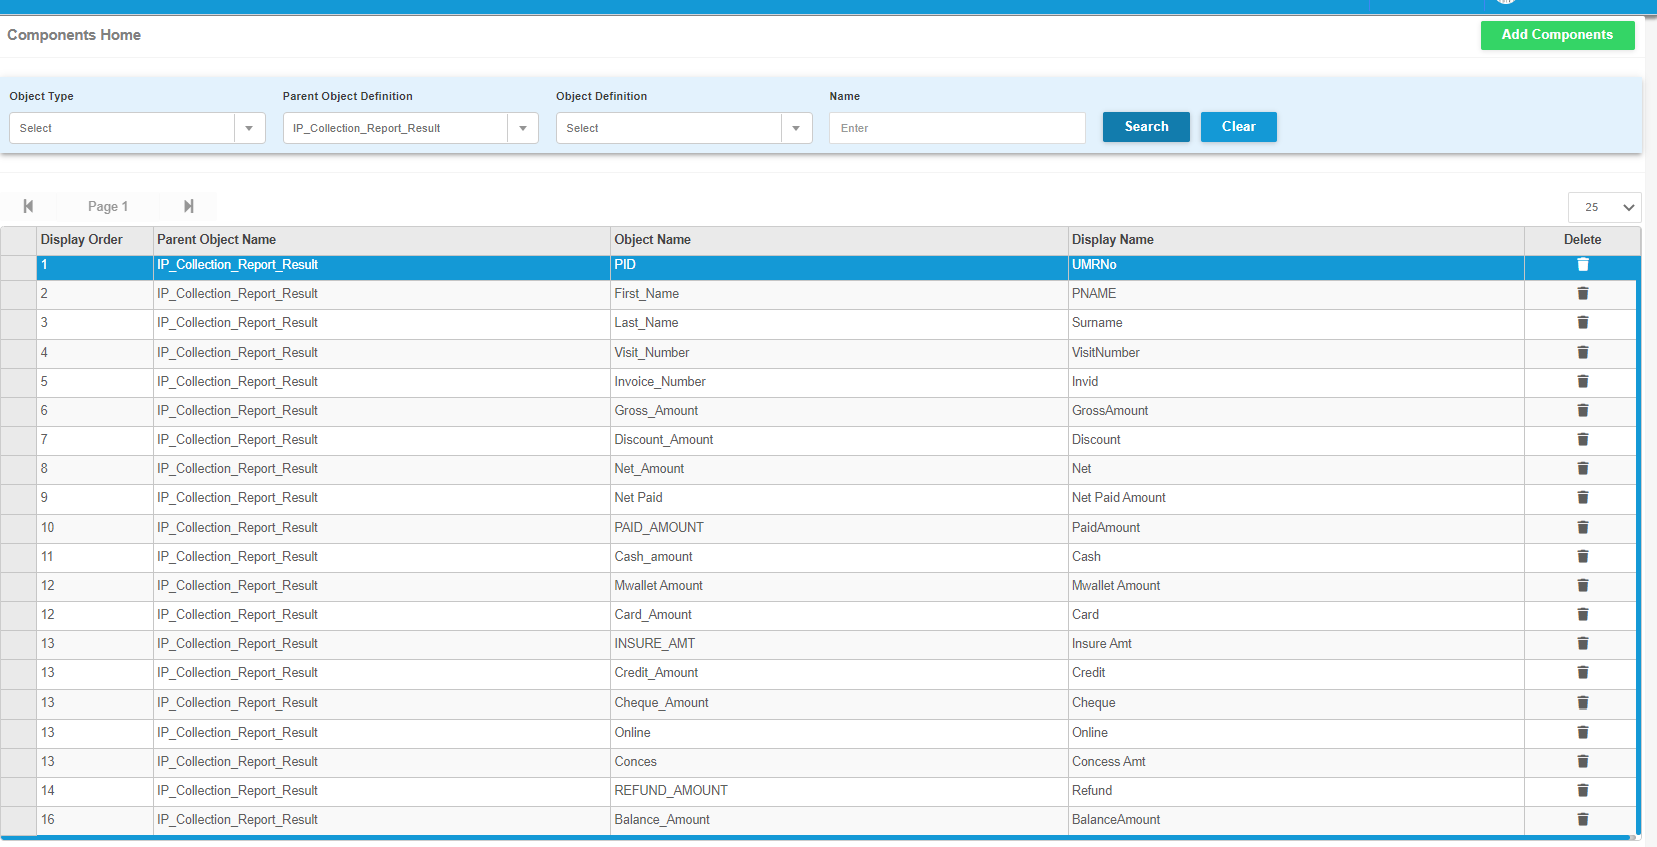 Components Home
Add Components
Object Type Parent Object Definition Object Definition Name
Select IP_Collection_Report_Result Select Enter Search Clear
Page 1 25
Display Order Parent Object Name Object Name Display Name Delete
1 IP_Collection_Report_Result PID UMRNo
2 IP_Collection_Report_Result First_Name PNAME
3 IP_Collection_Report_Result Last_Name Surname
4 IP_Collection_Report_Result Visit_Number VisitNumber
5 IP_Collection_Report_Result Invoice_Number Invid
6 IP_Collection_Report_Result Gross_Amount GrossAmount
7 IP_Collection_Report_Result Discount_Amount Discount
8 IP_Collection_Report_Result Net_Amount Net
9 IP_Collection_Report_Result Net Paid Net Paid Amount
10 IP_Collection_Report_Result PAID_AMOUNT PaidAmount
11 IP_Collection_Report_Result Cash_amount Cash
12 IP_Collection_Report_Result Mwallet Amount Mwallet Amount
12 IP_Collection_Report_Result Card_Amount Card
13 IP_Collection_Report_Result INSURE_AMT Insure Amt
13 IP_Collection_Report_Result Credit_Amount Credit
13 IP_Collection_Report_Result Cheque_Amount Cheque
13 IP_Collection_Report_Result Online Online
13 IP_Collection_Report_Result Conces Concess Amt
14 IP_Collection_Report_Result REFUND_AMOUNT Refund
16 IP_Collection_Report_Result Balance_Amount BalanceAmount